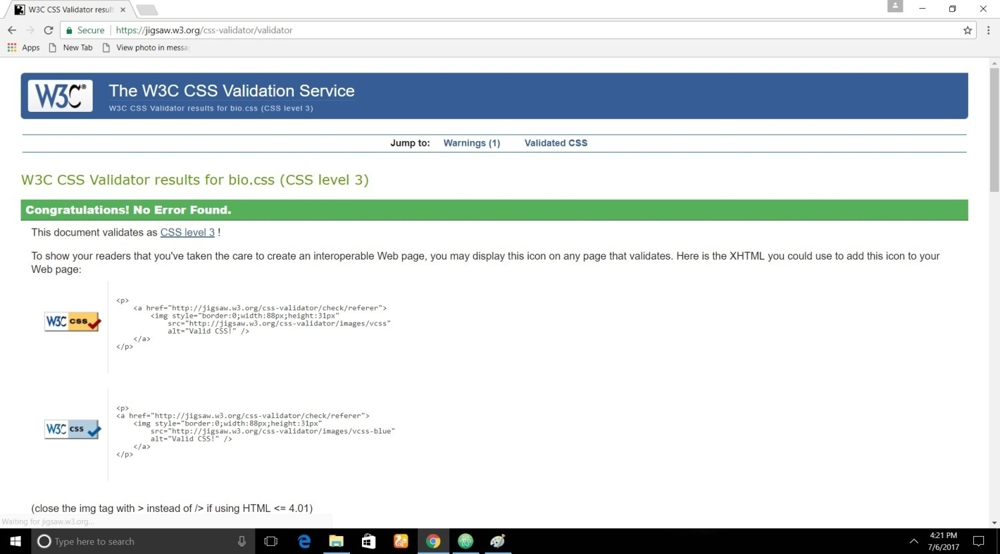 W3C CSS Validator result
Secure | https://jigsaw.w3.org/css-validator/validator
Apps New Tab View photo in messa
W3C®
The W3C CSS Validation Service
W3C CSS Validator results for bio.css (CSS level 3)
Jump to: Warnings (1) Validated CSS
W3C CSS Validator results for bio.css (CSS level 3)
Congratulations! No Error Found.
This document validates as CSS level 3 !
To show your readers that you've taken the care to create an interoperable Web page, you may display this icon on any page that validates. Here is the XHTML you could use to add this icon to your
Web page:
W3C css
<p>
<a href="http://jigsaw.w3.org/css-validator/check/referer">
<img style="border:0;width:88px;height:31px"
src="http://jigsaw.w3.org/css-validator/images/vcss"
alt="Valid CSS!" />
</a>
</p>
W3C css
<p>
<a href="http://jigsaw.w3.org/css-validator/check/referer">
<img style="border:0;width:88px;height:31px"
src="http://jigsaw.w3.org/css-validator/images/vcss-blue"
alt="Valid CSS!" />
</a>
</p>
(close the img tag with > instead of /> if using HTML <= 4.01)
Waiting for jigsaw.w3.org...
Type here to search
4:21 PM
7/6/2017